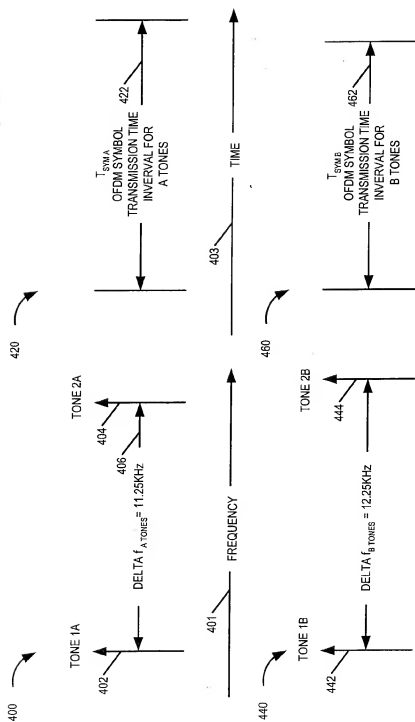 400
TONE 1A
402
DELTA f A TONES = 11.25KHz
406
404
TONE 2A
420
T SYM A
OFDM SYMBOL
TRANSMISSION TIME
INVERVAL FOR
A TONES
422
401
FREQUENCY
403
TIME
440
TONE 1B
442
DELTA f B TONES = 12.25KHz
444
TONE 2B
460
T SYM B
OFDM SYMBOL
TRANSMISSION TIME
INVERVAL FOR
B TONES
462